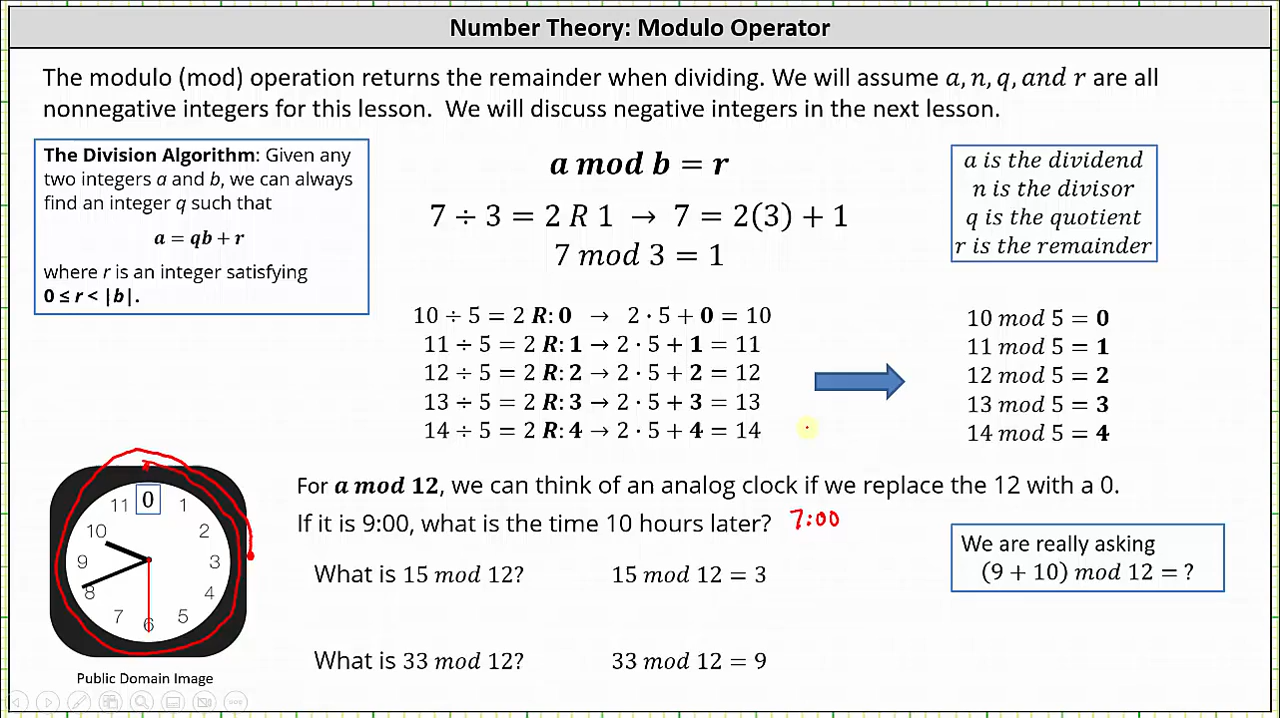 Number Theory: Modulo Operator
The modulo (mod) operation returns the remainder when dividing. We will assume a, n, q, and r are all
nonnegative integers for this lesson. We will discuss negative integers in the next lesson.
The Division Algorithm: Given any
two integers a and b, we can always
find an integer q such that
a = qb + r
where r is an integer satisfying
0 ≤ r < |b|.
a mod b = r
7 ÷ 3 = 2 R 1 → 7 = 2(3) + 1
7 mod 3 = 1
a is the dividend
n is the divisor
q is the quotient
r is the remainder
10 ÷ 5 = 2 R: 0 → 2 · 5 + 0 = 10
11 ÷ 5 = 2 R: 1 → 2 · 5 + 1 = 11
12 ÷ 5 = 2 R: 2 → 2 · 5 + 2 = 12
13 ÷ 5 = 2 R: 3 → 2 · 5 + 3 = 13
14 ÷ 5 = 2 R: 4 → 2 · 5 + 4 = 14
10 mod 5 = 0
11 mod 5 = 1
12 mod 5 = 2
13 mod 5 = 3
14 mod 5 = 4
11 0 1
10 2
9 3
8 4
7 6 5
Public Domain Image
For a mod 12, we can think of an analog clock if we replace the 12 with a 0.
If it is 9:00, what is the time 10 hours later? 7:00
What is 15 mod 12? 15 mod 12 = 3
What is 33 mod 12? 33 mod 12 = 9
We are really asking
(9 + 10) mod 12 = ?